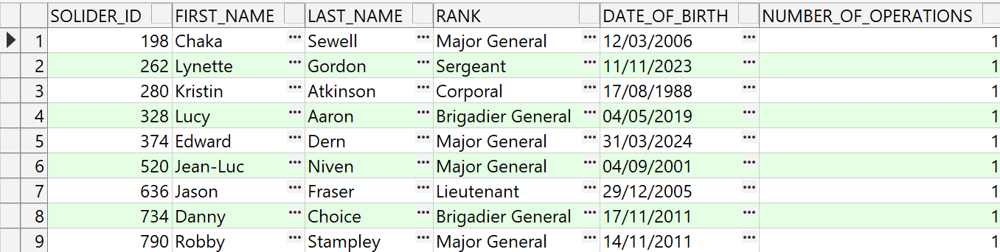 SOLIDER_ID FIRST_NAME LAST_NAME RANK DATE_OF_BIRTH NUMBER_OF_OPERATIONS
1 198 Chaka ... Sewell ... Major General ... 12/03/2006 ... 1
2 262 Lynette ... Gordon ... Sergeant ... 11/11/2023 ... 1
3 280 Kristin ... Atkinson ... Corporal ... 17/08/1988 ... 1
4 328 Lucy ... Aaron ... Brigadier General ... 04/05/2019 ... 1
5 374 Edward ... Dern ... Major General ... 31/03/2024 ... 1
6 520 Jean-Luc ... Niven ... Major General ... 04/09/2001 ... 1
7 636 Jason ... Fraser ... Lieutenant ... 29/12/2005 ... 1
8 734 Danny ... Choice ... Brigadier General ... 17/11/2011 ... 1
9 790 Robby ... Stampley ... Major General ... 14/11/2011 ... 1